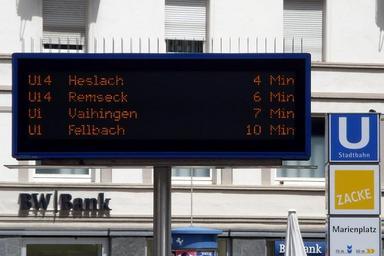 U14 Heslach 4 Min
U14 Remseck 6 Min
U1 Vaihingen 7 Min
U1 Fellbach 10 Min
U
Stadtbahn
ZACKE
BW Bank
Marienplatz
Bank